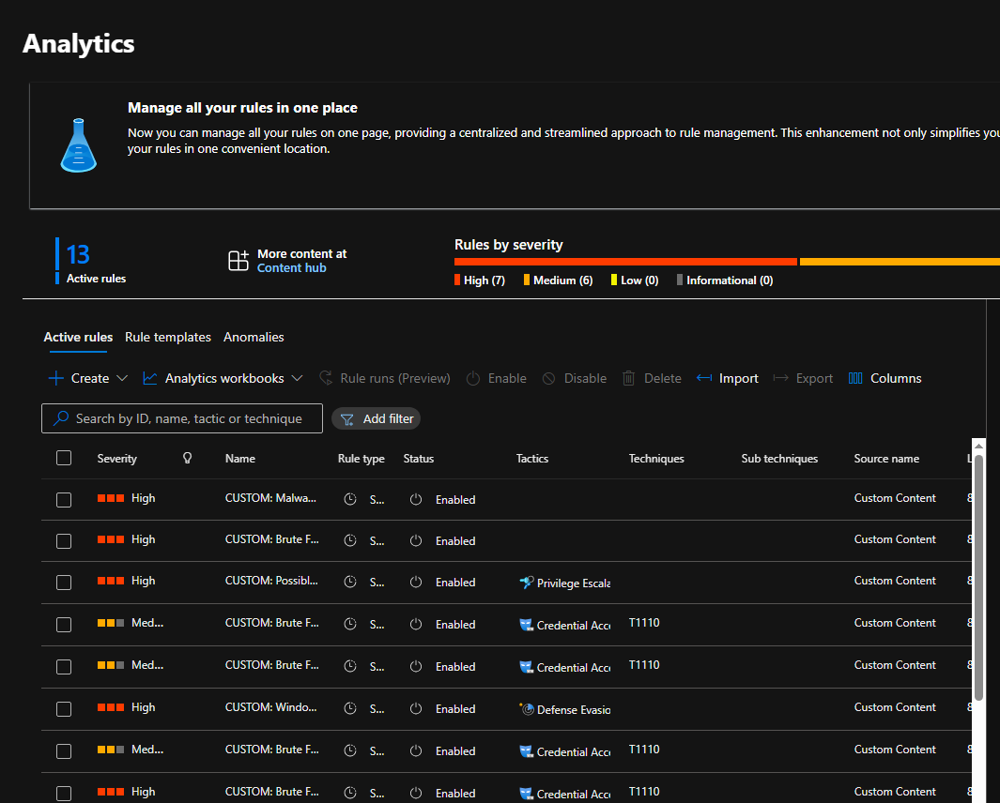 Analytics
Manage all your rules in one place
Now you can manage all your rules on one page, providing a centralized and streamlined approach to rule management. This enhancement not only simplifies you
your rules in one convenient location.
13
Active rules
More content at
Content hub
Rules by severity
High (7) Medium (6) Low (0) Informational (0)
Active rules Rule templates Anomalies
Create Analytics workbooks Rule runs (Preview) Enable Disable Delete Import Export Columns
Search by ID, name, tactic or technique Add filter
Severity Name Rule type Status Tactics Techniques Sub techniques Source name L
High CUSTOM: Malwa... S... Enabled Custom Content 8
High CUSTOM: Brute F... S... Enabled Custom Content 8
High CUSTOM: Possibl... S... Enabled Privilege Escala Custom Content 8
Med... CUSTOM: Brute F... S... Enabled Credential Acce T1110 Custom Content 8
Med... CUSTOM: Brute F... S... Enabled Credential Acce T1110 Custom Content 8
High CUSTOM: Windo... S... Enabled Defense Evasio Custom Content 8
Med... CUSTOM: Brute F... S... Enabled Credential Acce T1110 Custom Content 8
High CUSTOM: Brute F... S... Enabled Credential Acce T1110 Custom Content 8